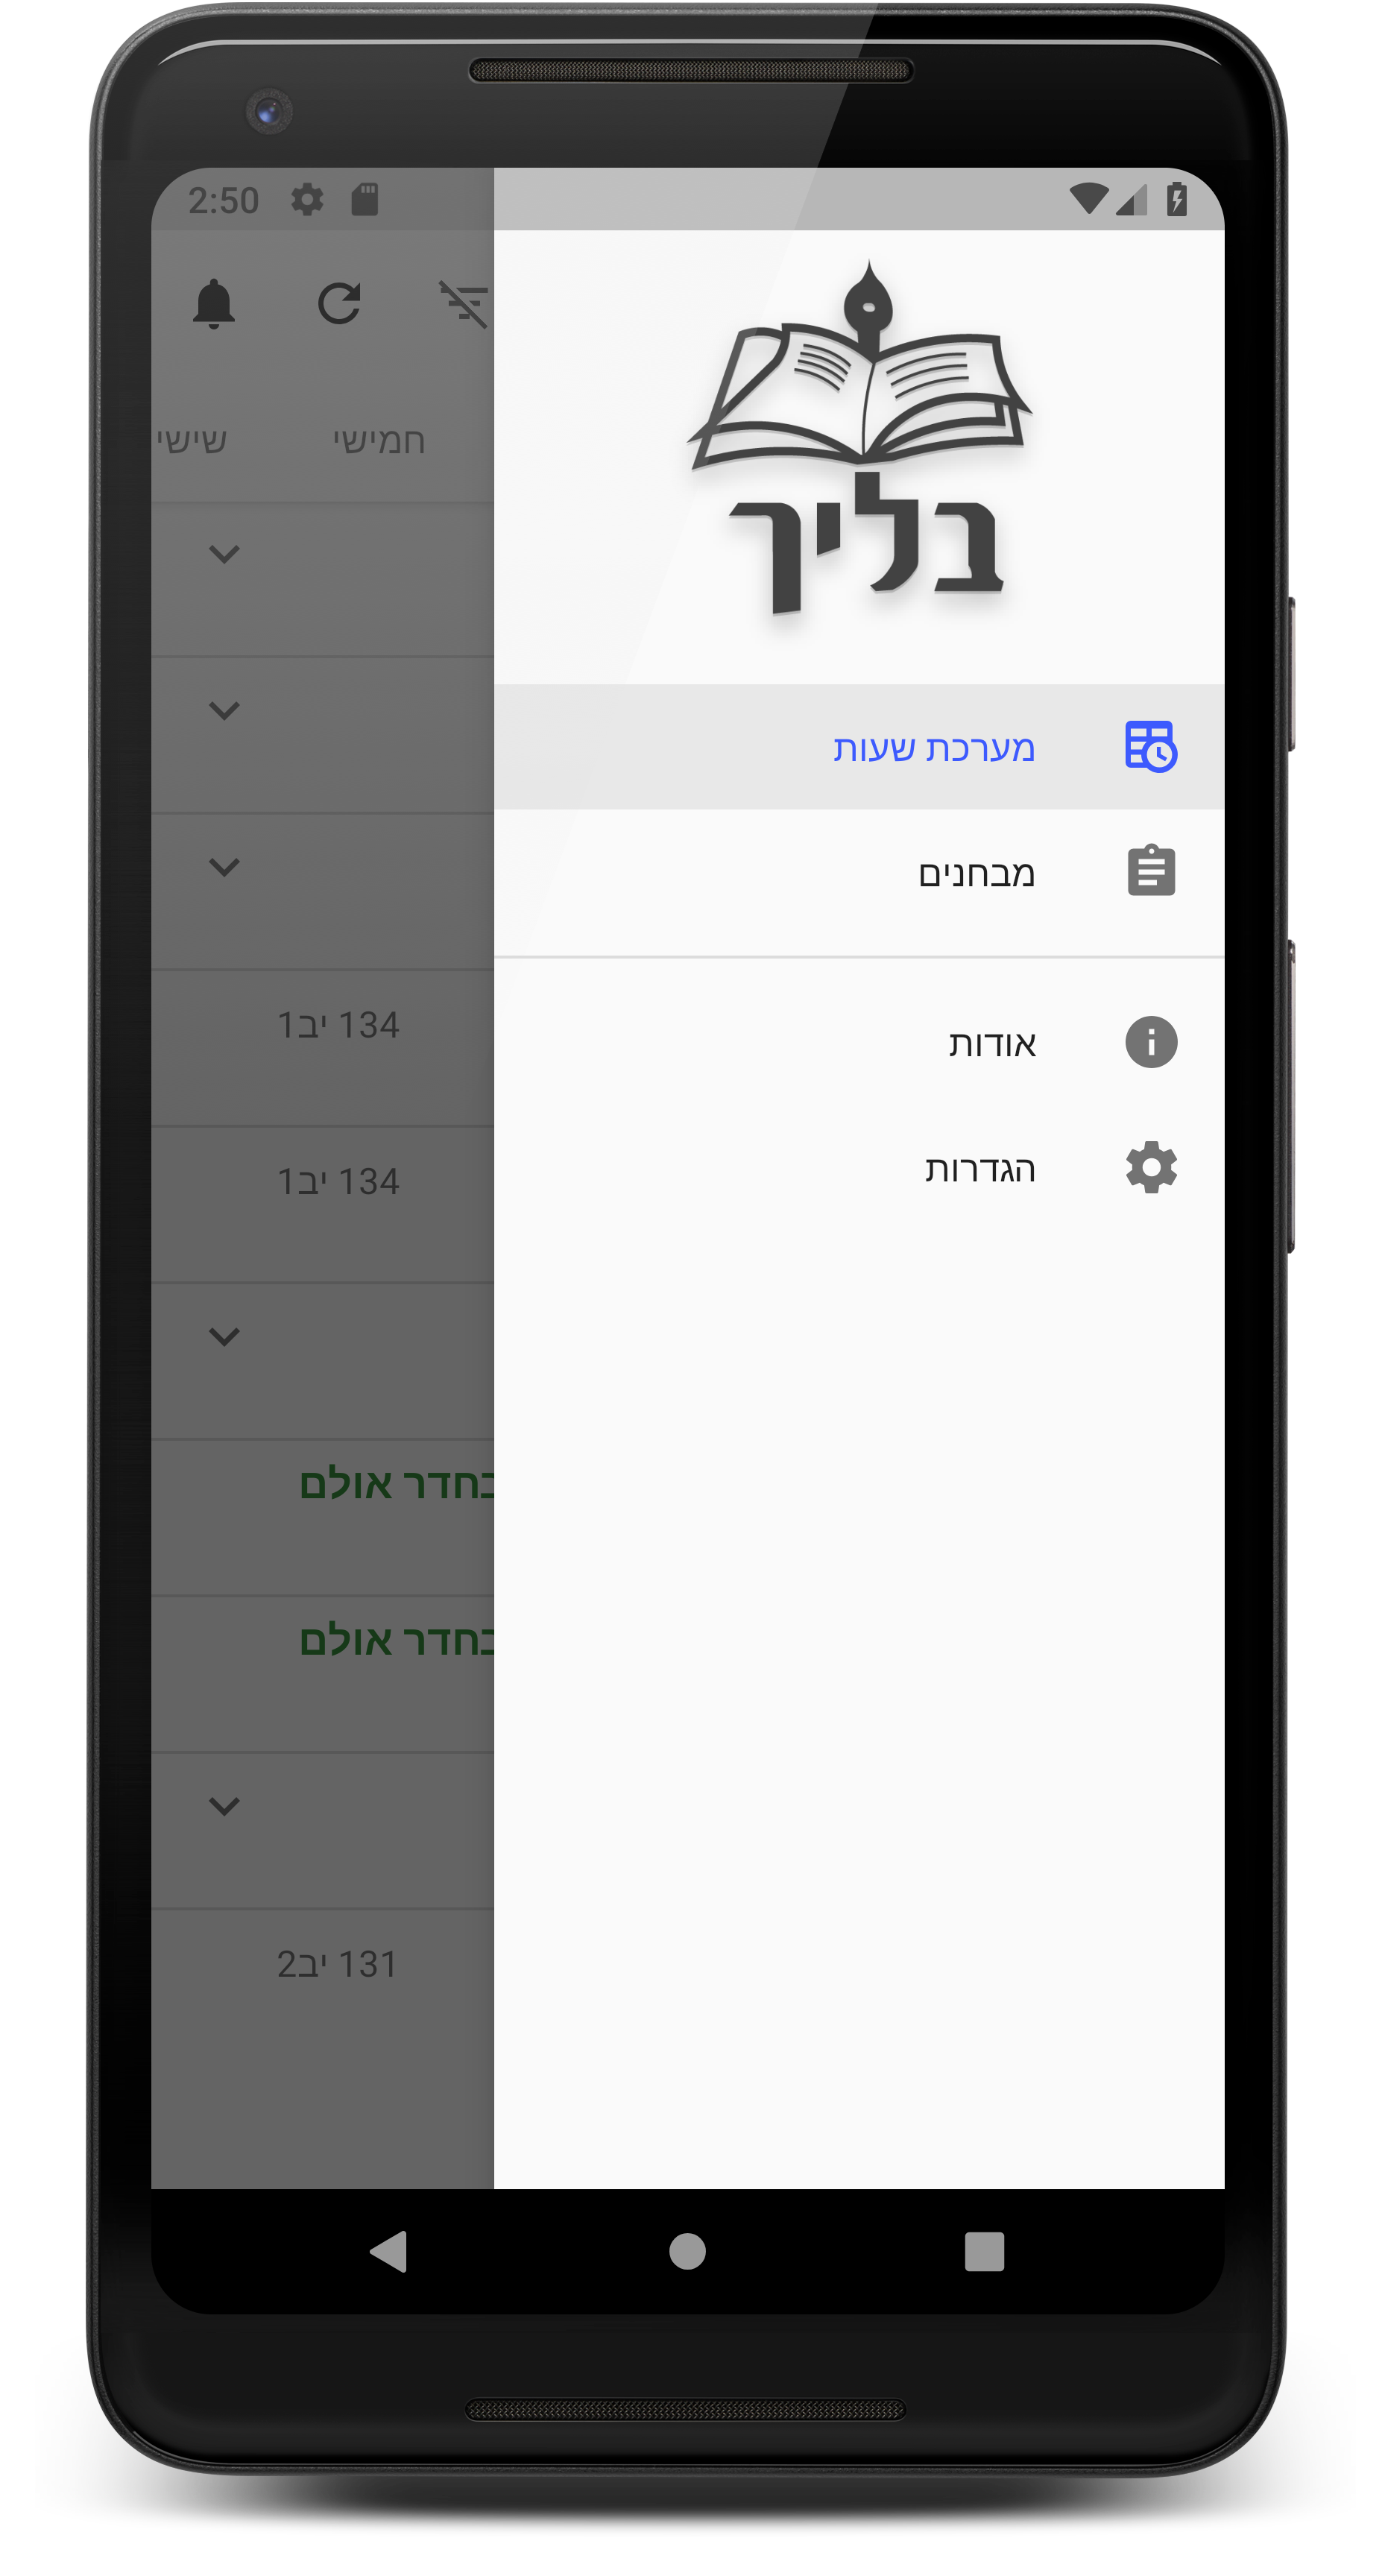 2:50
בליך
מערכת שעות
מבחנים
אודות
הגדרות
חמישי
שישי
134 יב1
134 יב1
בחדר אולם
בחדר אולם
131 יב2